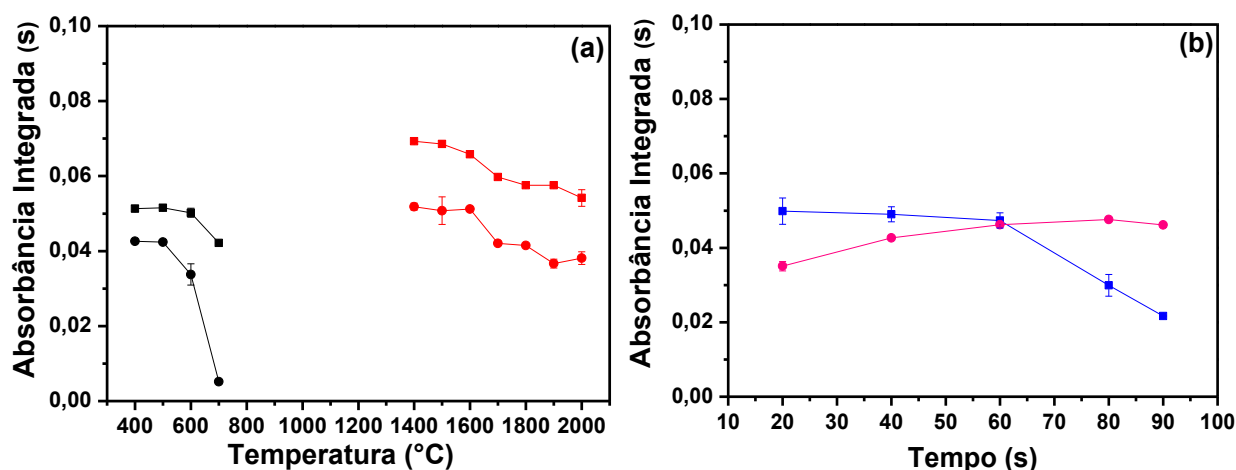 (a)
Absorbância Integrada (s)
0,10
0,08
0,06
0,04
0,02
0,00
400 600 800 1000 1200 1400 1600 1800 2000
Temperatura (°C)
(b)
Absorbância Integrada (s)
0,10
0,08
0,06
0,04
0,02
0,00
10 20 30 40 50 60 70 80 90 100
Tempo (s)